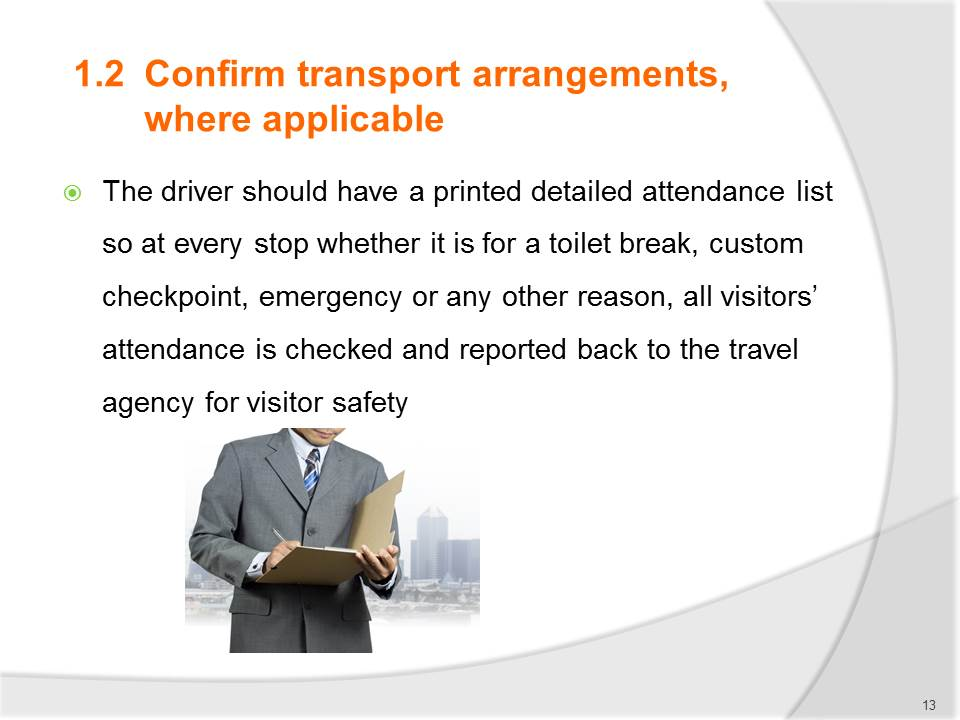 1.2 Confirm transport arrangements,
where applicable
The driver should have a printed detailed attendance list
so at every stop whether it is for a toilet break, custom
checkpoint, emergency or any other reason, all visitors’
attendance is checked and reported back to the travel
agency for visitor safety
13